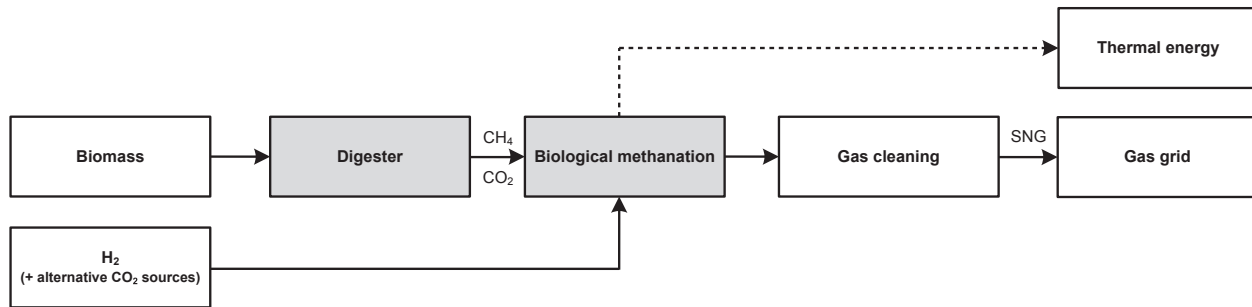 Thermal energy
Biomass
Digester
CH₄
CO₂
Biological methanation
Gas cleaning
SNG
Gas grid
H₂
(+ alternative CO₂ sources)